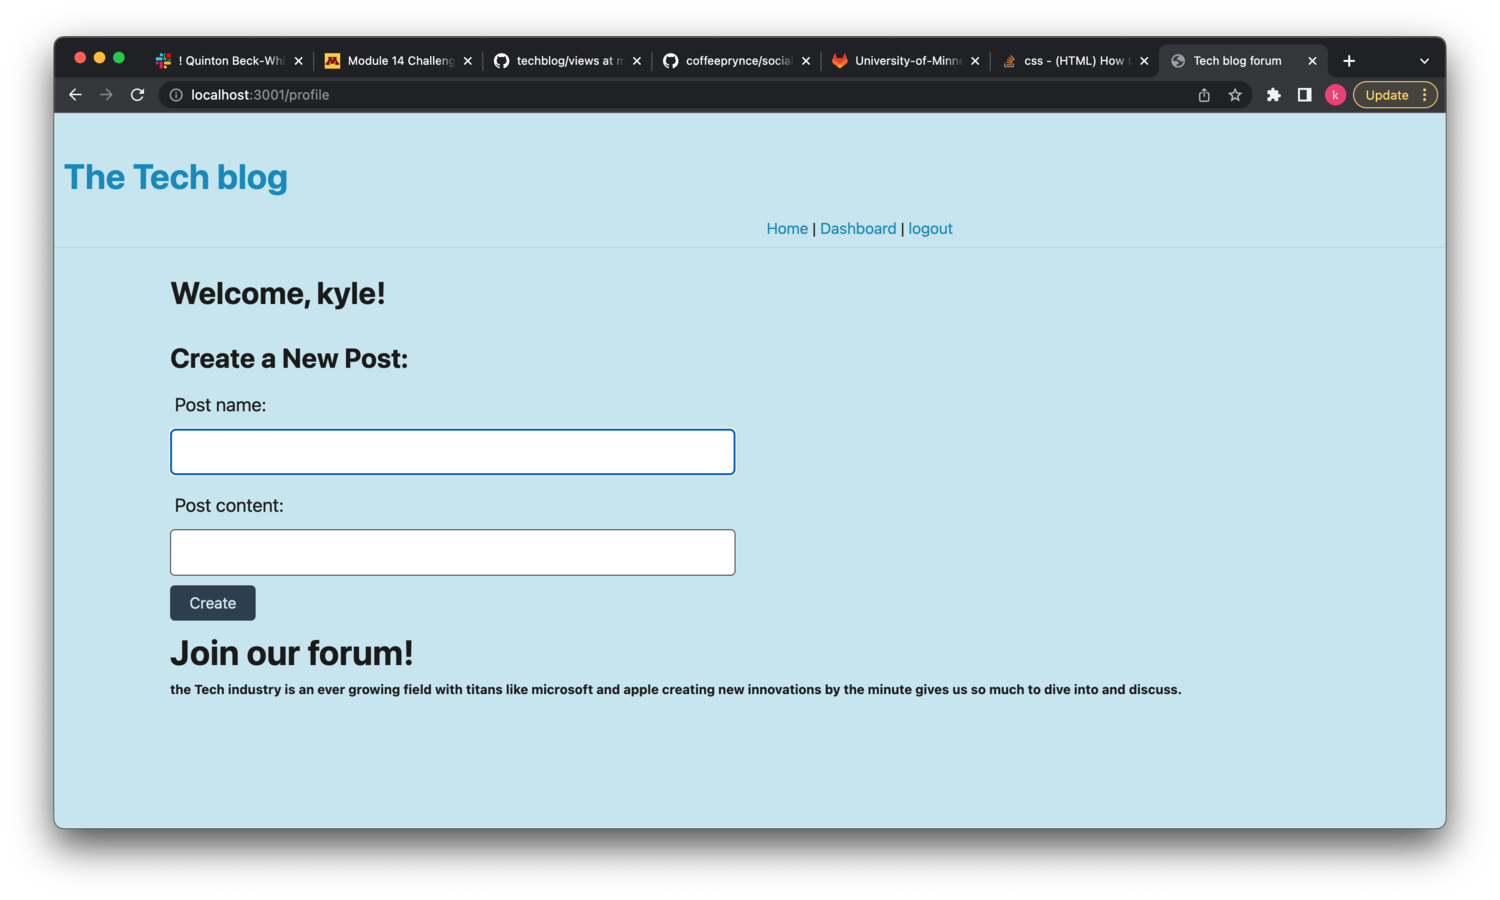 ! Quinton Beck-Whi
Module 14 Challeng
techblog/views at m
coffeeprynce/social
University-of-Minne
css - (HTML) How t
Tech blog forum
localhost:3001/profile
k
Update
The Tech blog
Home | Dashboard | logout
Welcome, kyle!
Create a New Post:
Post name:
Post content:
Create
Join our forum!
the Tech industry is an ever growing field with titans like microsoft and apple creating new innovations by the minute gives us so much to dive into and discuss.